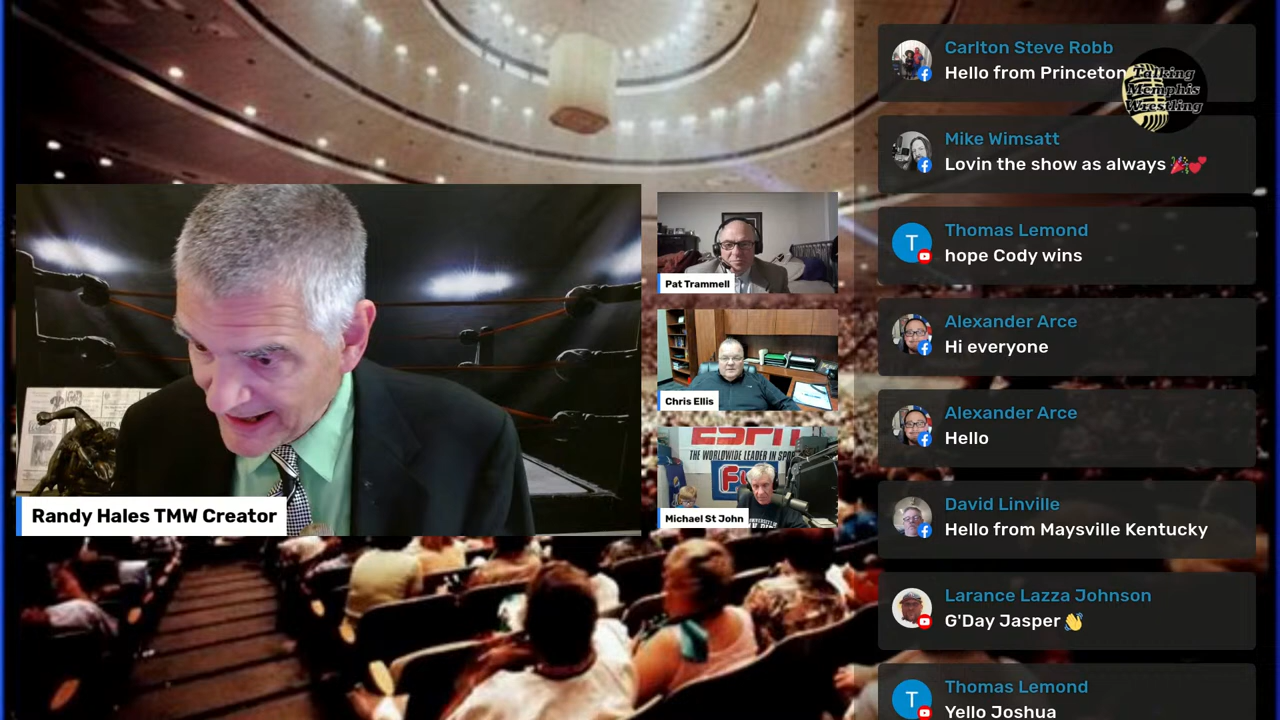 Carlton Steve Robb
Hello from Princeton
Talking
Memphis
Wrestling
Mike Wimsatt
Lovin the show as always 🎉💕
Thomas Lemond
T
hope Cody wins
Alexander Arce
Hi everyone
Alexander Arce
Hello
David Linville
Hello from Maysville Kentucky
Larance Lazza Johnson
G'Day Jasper 👋
Thomas Lemond
T
Yello Joshua
Pat Trammell
Chris Ellis
ESPN
THE WORLDWIDE LEADER IN
Michael St John
Randy Hales TMW Creator